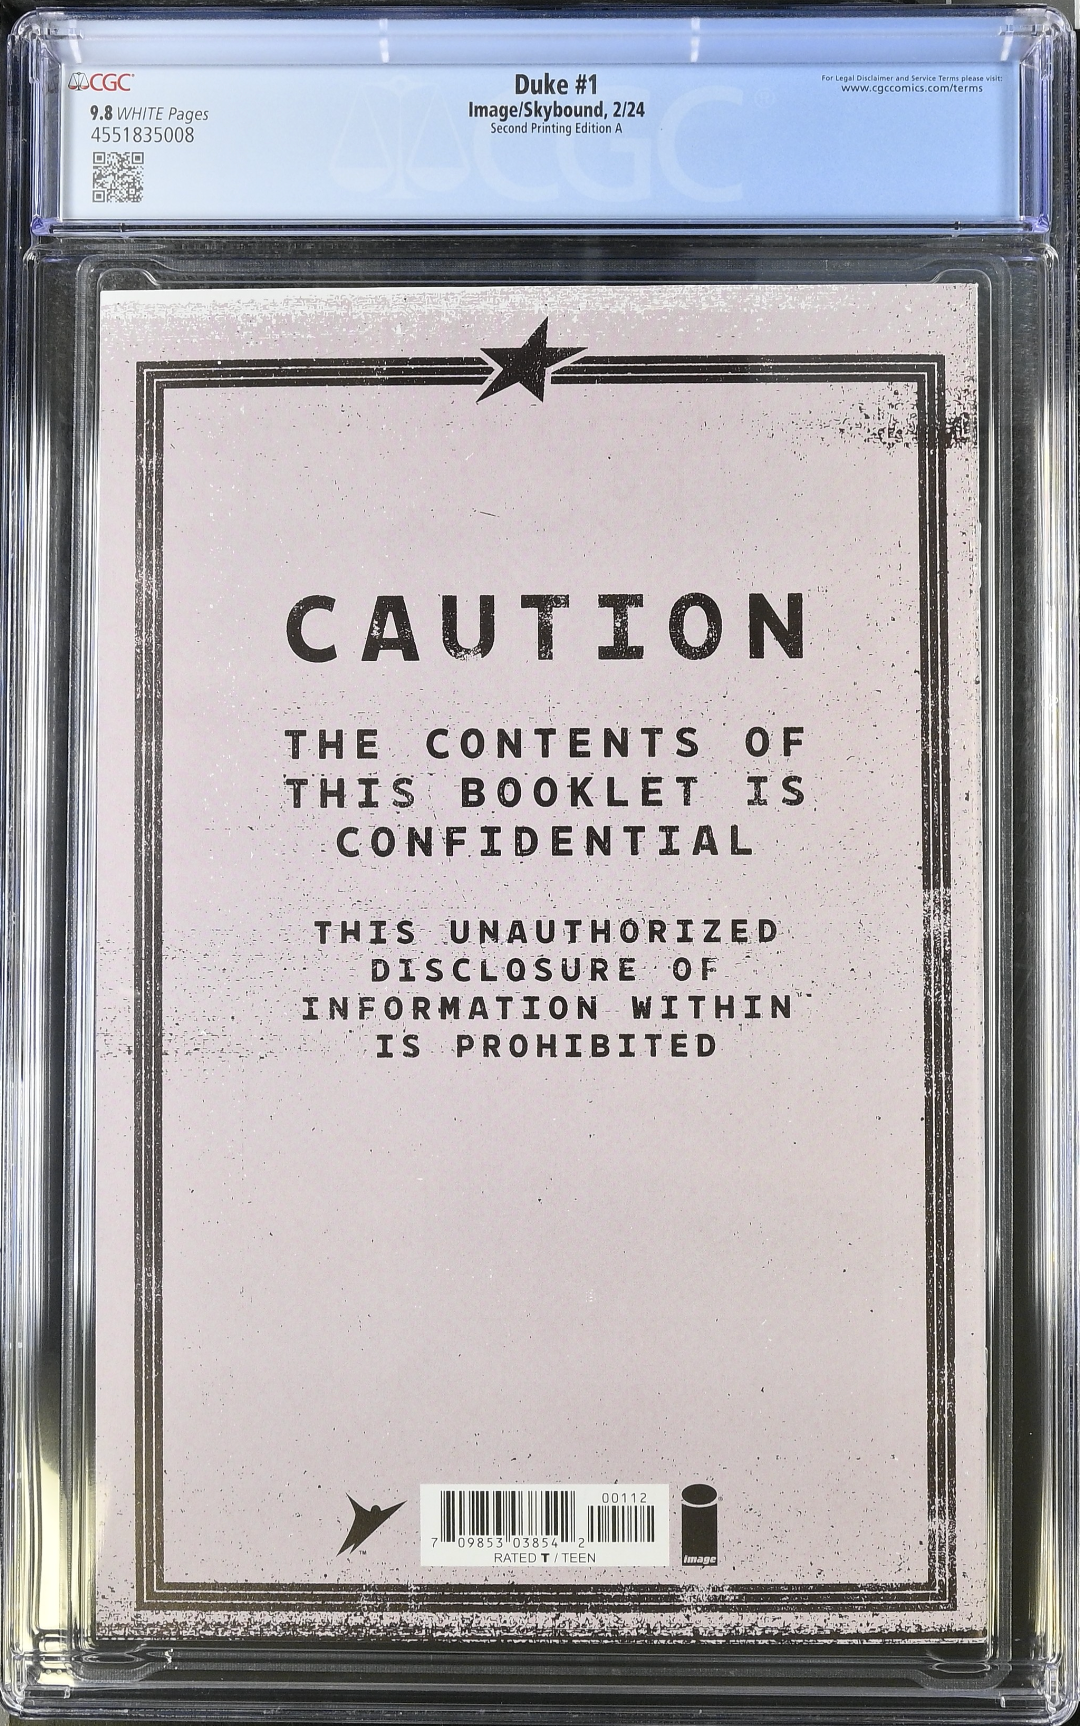 CGC
9.8 WHITE Pages
4551835008
Duke #1
Image/Skybound, 2/24
Second Printing Edition A
For Legal Disclaimer and Service Terms please visit:
www.cgccomics.com/terms
CGC®
CAUTION
THE CONTENTS OF
THIS BOOKLET IS
CONFIDENTIAL
THIS UNAUTHORIZED
DISCLOSURE OF
INFORMATION WITHIN
IS PROHIBITED
TM
00112
7 09853 03854 2
RATED T / TEEN
image